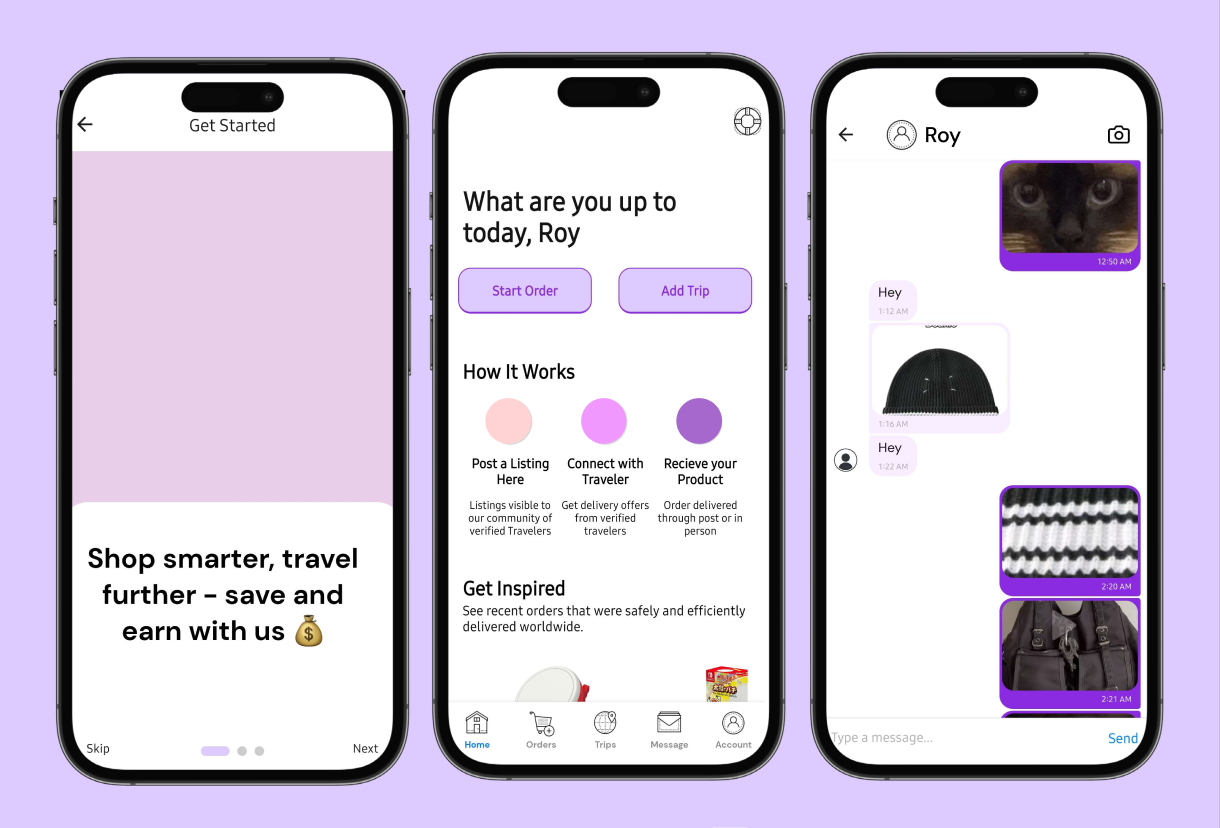 Get Started
Shop smarter, travel
further – save and
earn with us 💰
Skip
Next
What are you up to
today, Roy
Start Order
Add Trip
How It Works
Post a Listing
Here
Connect with
Traveler
Recieve your
Product
Listings visible to
our community of
verified Travelers
Get delivery offers
from verified
travelers
Order delivered
through post or in
person
Get Inspired
See recent orders that were safely and efficiently
delivered worldwide.
Home
Orders
Trips
Message
Account
Roy
12:50 AM
Hey
1:12 AM
1:16 AM
Hey
1:22 AM
2:20 AM
2:21 AM
Type a message...
Send